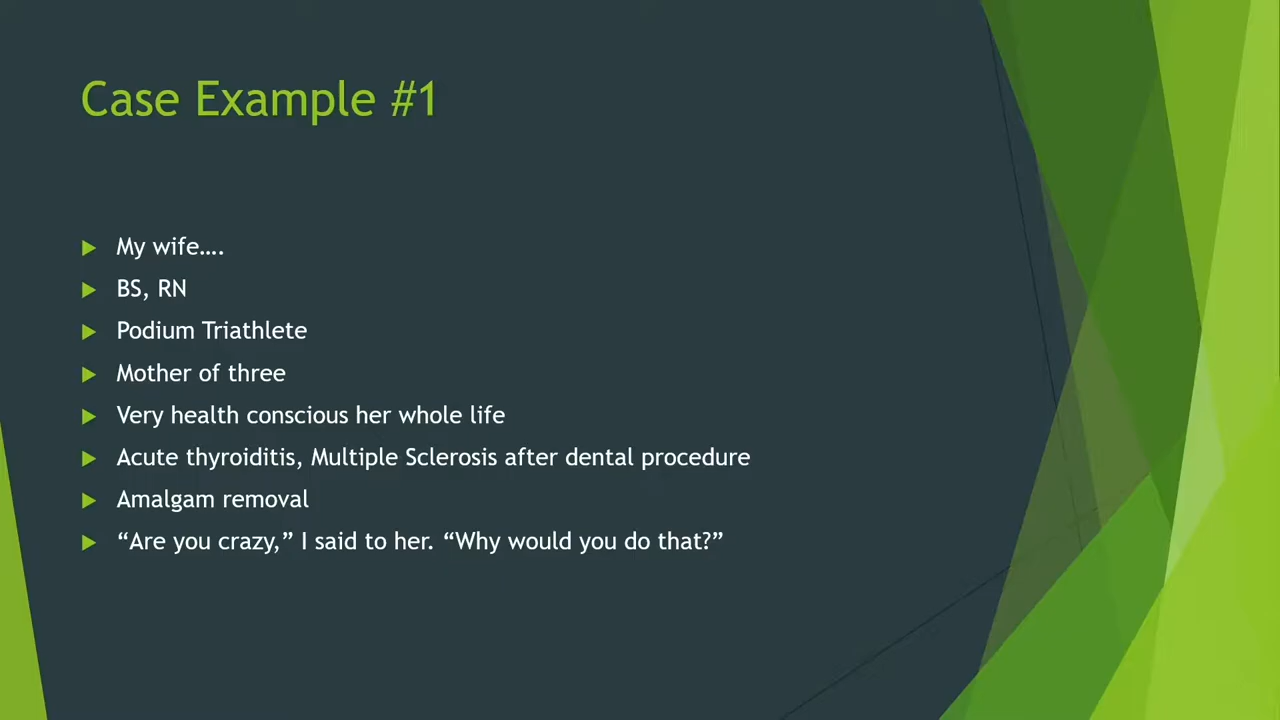 Case Example #1
My wife....
BS, RN
Podium Triathlete
Mother of three
Very health conscious her whole life
Acute thyroiditis, Multiple Sclerosis after dental procedure
Amalgam removal
“Are you crazy,” I said to her. “Why would you do that?”